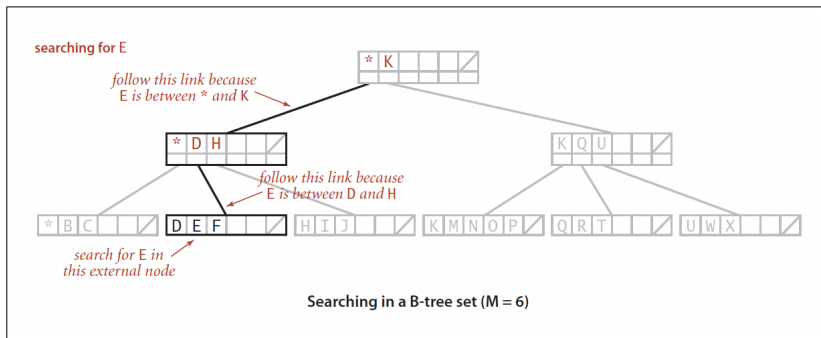 searching for E
* K
follow this link because
E is between * and K
* D H
K Q U
follow this link because
E is between D and H
* B C
D E F
H I J
K M N O P
Q R T
U W X
search for E in
this external node
Searching in a B-tree set (M = 6)